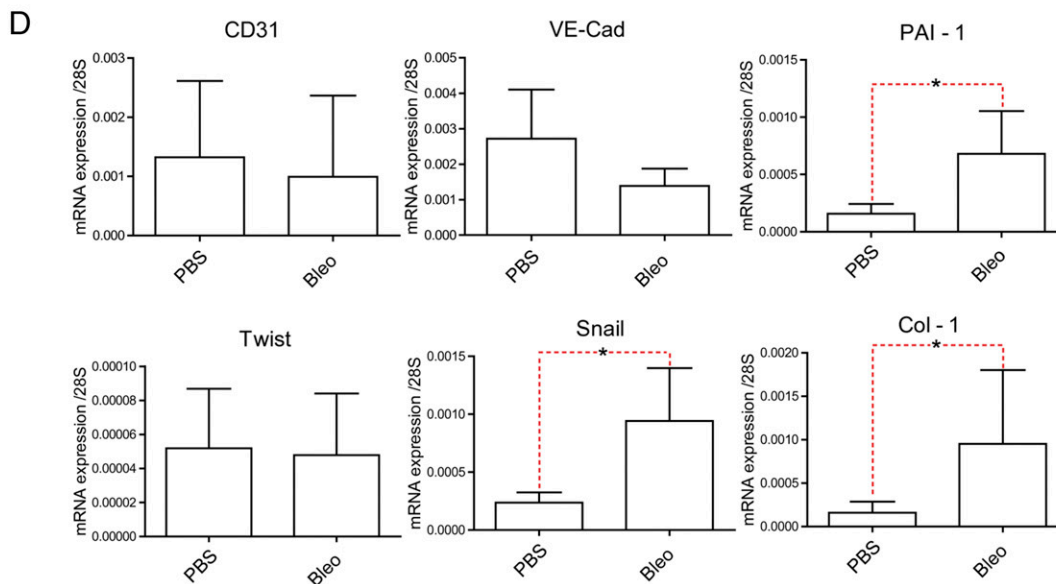 D
CD31
mRNA expression /28S
0.003
0.002
0.001
0.000
PBS
Bleo
VE-Cad
mRNA expression /28S
0.005
0.004
0.003
0.002
0.001
0.000
PBS
Bleo
PAI - 1
mRNA expression /28S
0.0015
0.0010
0.0005
0.0000
*
PBS
Bleo
Twist
mRNA expression /28S
0.00010
0.00008
0.00006
0.00004
0.00002
0.00000
PBS
Bleo
Snail
mRNA expression /28S
0.0015
0.0010
0.0005
0.0000
*
PBS
Bleo
Col - 1
mRNA expression /28S
0.0020
0.0015
0.0010
0.0005
0.0000
*
PBS
Bleo